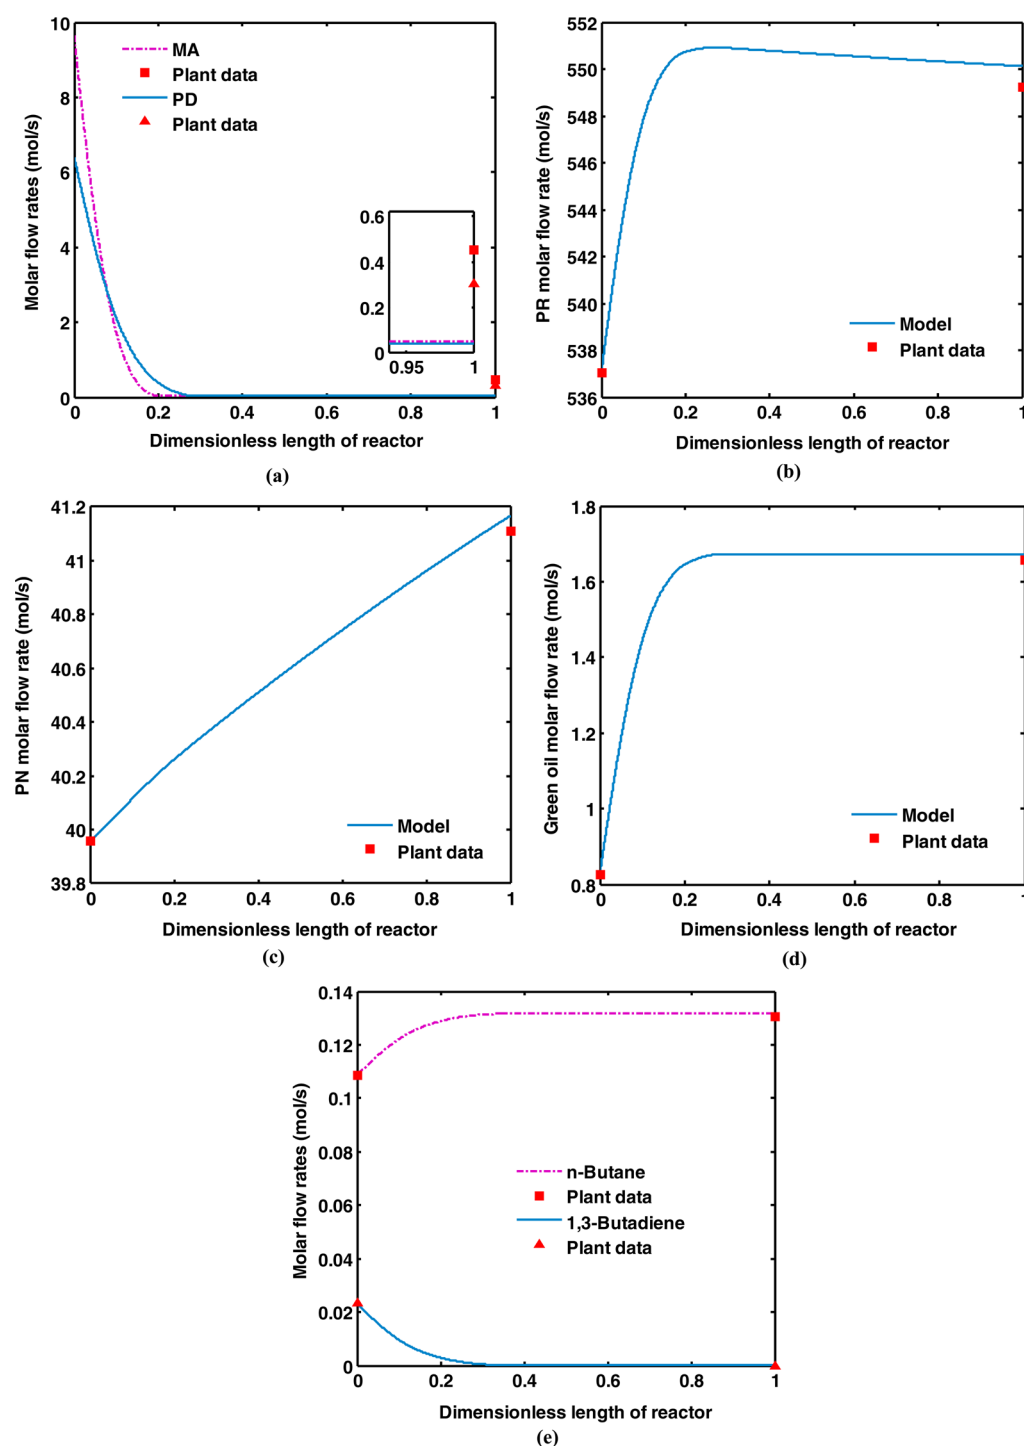 10
8
6
4
2
0
Molar flow rates (mol/s)
MA
Plant data
PD
Plant data
0.6
0.4
0.2
0
0.95
1
0
0.2
0.4
0.6
0.8
1
Dimensionless length of reactor
(a)
552
550
548
546
544
542
540
538
536
PR molar flow rate (mol/s)
Model
Plant data
0
0.2
0.4
0.6
0.8
1
Dimensionless length of reactor
(b)
41.2
41
40.8
40.6
40.4
40.2
40
39.8
PN molar flow rate (mol/s)
Model
Plant data
0
0.2
0.4
0.6
0.8
1
Dimensionless length of reactor
(c)
1.8
1.6
1.4
1.2
1
0.8
Green oil molar flow rate (mol/s)
Model
Plant data
0
0.2
0.4
0.6
0.8
Dimensionless length of reactor
(d)
0.14
0.12
0.1
0.08
0.06
0.04
0.02
0
Molar flow rates (mol/s)
n-Butane
Plant data
1,3-Butadiene
Plant data
0
0.2
0.4
0.6
0.8
1
Dimensionless length of reactor
(e)